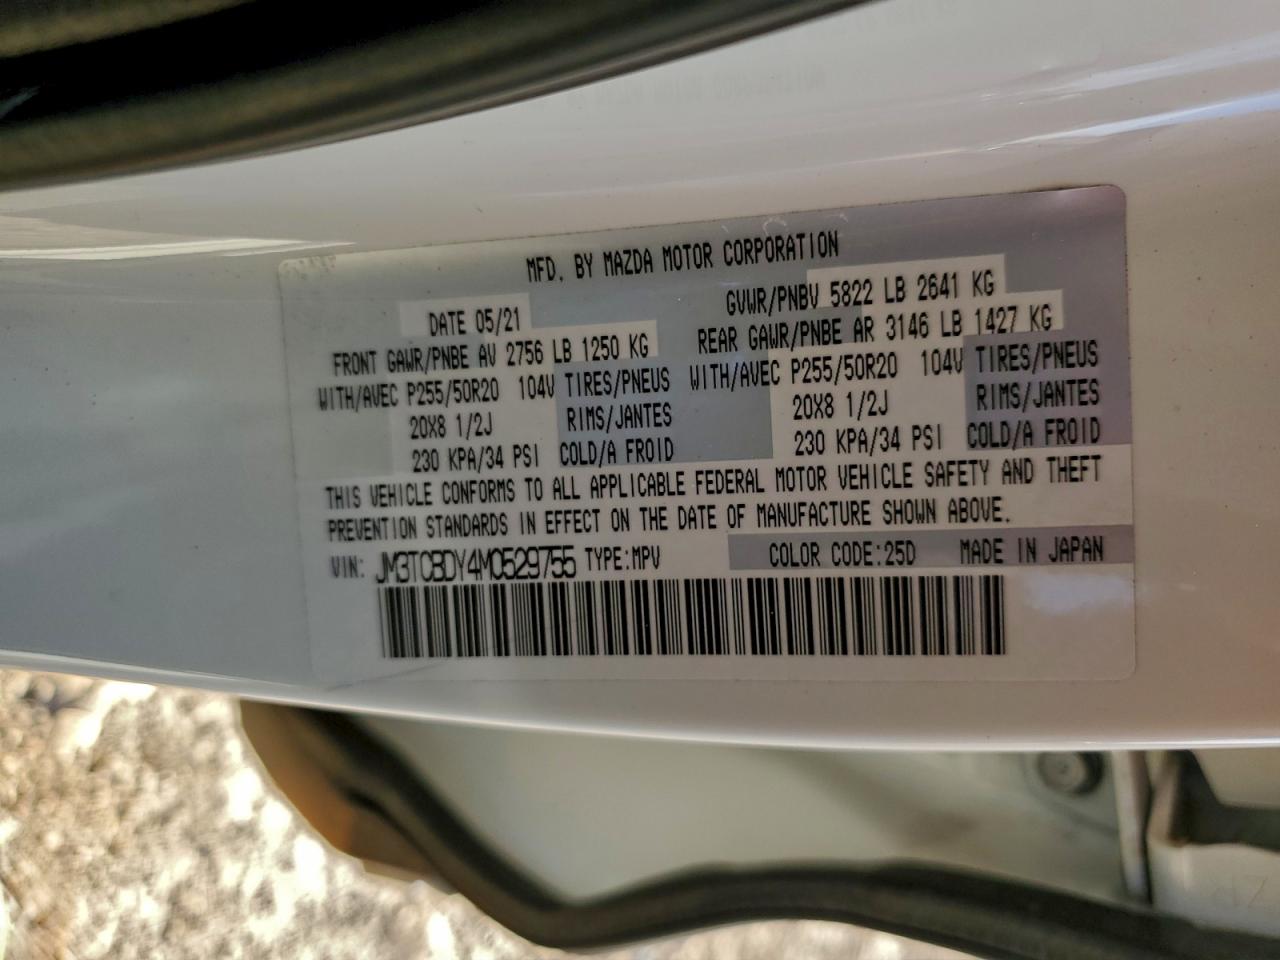 MFD. BY MAZDA MOTOR CORPORATION
DATE 05/21 GVWR/PNBV 5822 LB 2641 KG
FRONT GAWR/PNBE AV 2756 LB 1250 KG REAR GAWR/PNBE AR 3146 LB 1427 KG
WITH/AVEC P255/50R20 104V TIRES/PNEUS WITH/AVEC P255/50R20 104V TIRES/PNEUS
20X8 1/2J RIMS/JANTES 20X8 1/2J RIMS/JANTES
230 KPA/34 PSI COLD/A FROID 230 KPA/34 PSI COLD/A FROID
THIS VEHICLE CONFORMS TO ALL APPLICABLE FEDERAL MOTOR VEHICLE SAFETY AND THEFT
PREVENTION STANDARDS IN EFFECT ON THE DATE OF MANUFACTURE SHOWN ABOVE.
VIN: JM3TCBDY4M0529755 TYPE:MPV COLOR CODE:25D MADE IN JAPAN